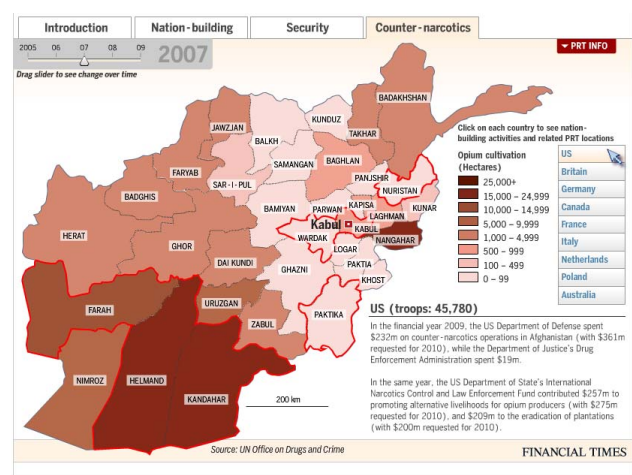 Introduction
Nation-building
Security
Counter-narcotics
2005 06 07 08 09
2007
Drag slider to see change over time
PRT INFO
BADAKHSHAN
KUNDUZ
JAWZJAN
TAKHAR
BALKH
BAGHLAN
SAMANGAN
FARYAB
PANJSHIR
SAR-I-PUL
NURISTAN
BADGHIS
BAMIYAN
PARWAN
KAPISA
KUNAR
LAGHMAN
Kabul
KABUL
HERAT
WARDAK
NANGAHAR
GHOR
LOGAR
DAI KUNDI
PAKTIA
GHAZNI
KHOST
URUZGAN
FARAH
PAKTIKA
ZABUL
NIMROZ
HELMAND
KANDAHAR
200 km
Click on each country to see nation-
building activities and related PRT locations
Opium cultivation
(Hectares)
25,000+
15,000 - 24,999
10,000 - 14,999
5,000 - 9,999
1,000 - 4,999
500 - 999
100 - 499
0 - 99
US
Britain
Germany
Canada
France
Italy
Netherlands
Poland
Australia
US (troops: 45,780)
In the financial year 2009, the US Department of Defense spent
$232m on counter-narcotics operations in Afghanistan (with $361m
requested for 2010), while the Department of Justice's Drug
Enforcement Administration spent $19m.
In the same year, the US Department of State's International
Narcotics Control and Law Enforcement Fund contributed $257m to
promoting alternative livelihoods for opium producers (with $275m
requested for 2010), and $209m to the eradication of plantations
(with $200m requested for 2010).
Source: UN Office on Drugs and Crime
FINANCIAL TIMES